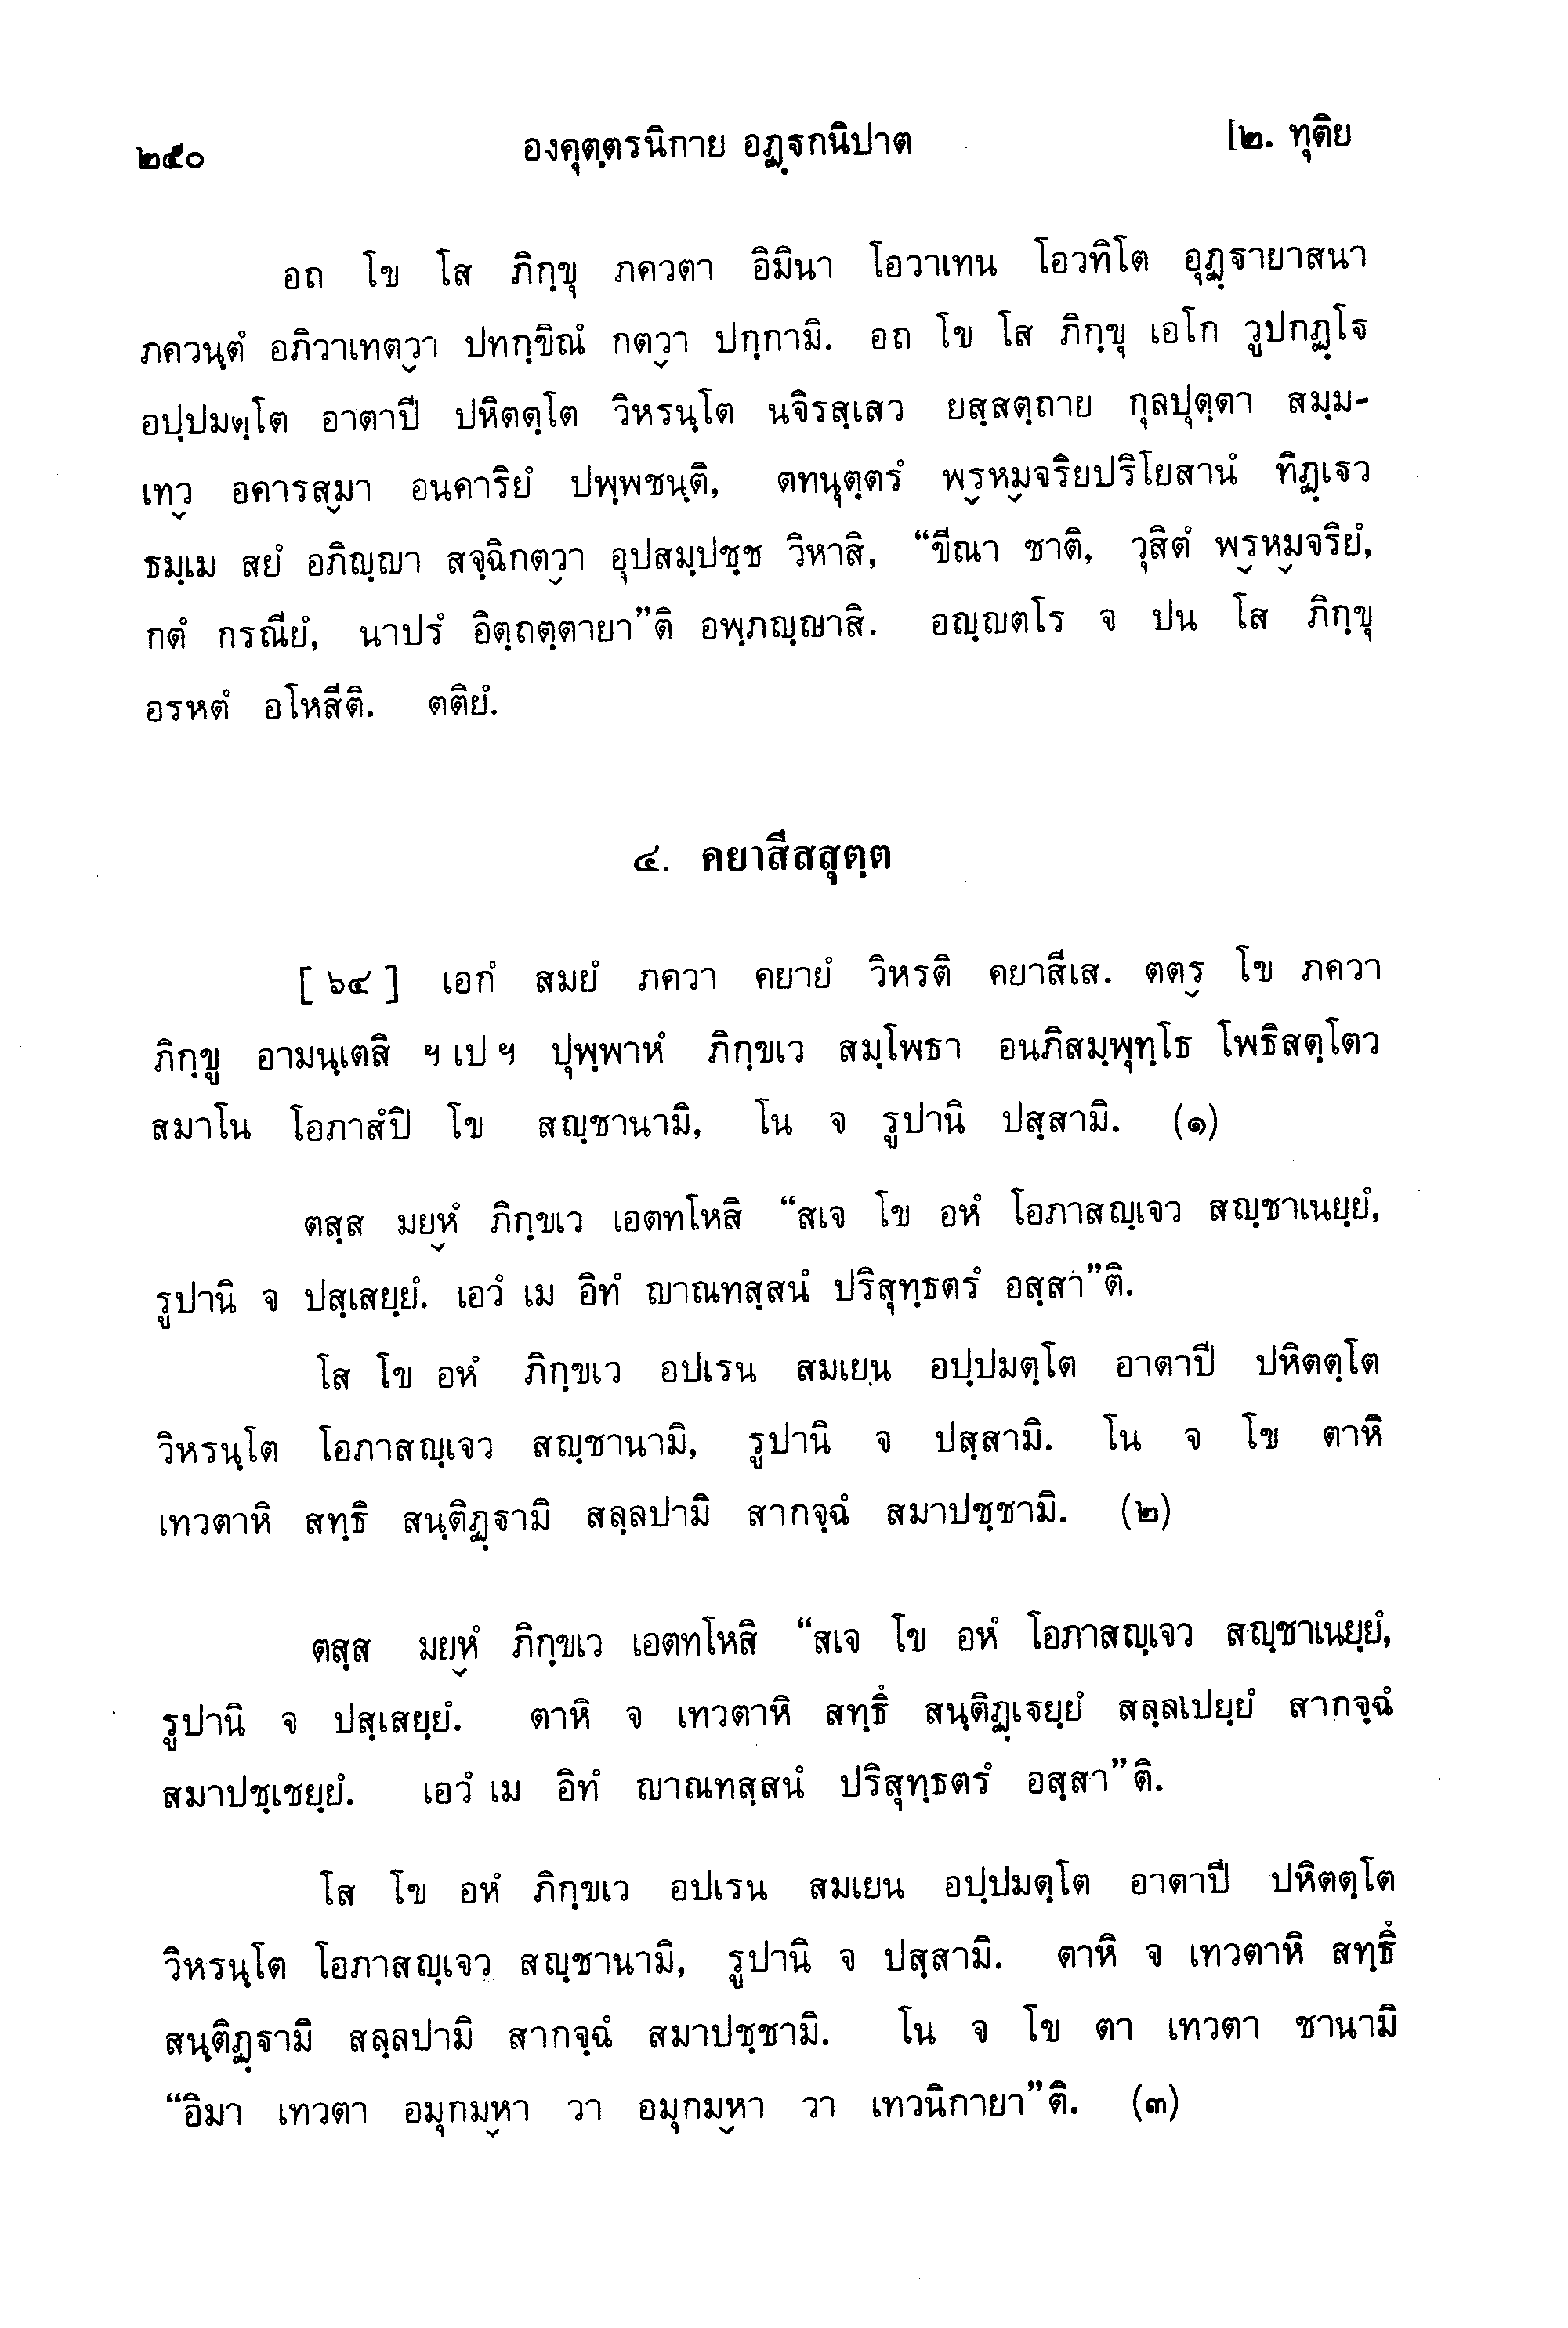 ๒๕๐ องฺคุตฺตรนิกาย อฏฺฐกนิปาต [๒. ทุติย
อถ โข โส ภิกฺขุ ภควตา อิมินา โอวาเทน โอวทิโต อุฏฺฐายาสนา
ภควนฺตํ อภิวาเทตฺวา ปทกฺขิณํ กตฺวา ปกฺกามิ. อถ โข โส ภิกฺขุ เอโก วูปกฏฺโฐ
อปฺปมตฺโต อาตาปี ปหิตตฺโต วิหรนฺโต นจิรสฺเสว ยสฺสตฺถาย กุลปุตฺตา สมฺม-
เทว อคารสฺมา อนคาริยํ ปพฺพชนฺติ, ตทนุตฺตรํ พฺรหฺมจริยปริโยสานํ ทิฏฺเฐว
ธมฺเม สยํ อภิญฺญา สจฺฉิกตฺวา อุปสมฺปชฺช วิหาสิ, “ขีณา ชาติ, วุสิตํ พฺรหฺมจริยํ,
กตํ กรณียํ, นาปรํ อิตฺถตฺตายา”ติ อพฺภญฺญาสิ. อญฺญตโร จ ปน โส ภิกฺขุ
อรหตํ อโหสีติ. ตติยํ.
๔. คยาสีสสุตฺต
[ ๖๔ ] เอกํ สมยํ ภควา คยายํ วิหรติ คยาสีเส. ตตฺร โข ภควา
ภิกฺขู อามนฺเตสิ ฯ เป ฯ ปุพฺพาหํ ภิกฺขเว สมฺโพธา อนภิสมฺพุทฺโธ โพธิสตฺโตว
สมาโน โอภาสํปิ โข สญฺชานามิ, โน จ รูปานิ ปสฺสามิ. (๑)
ตสฺส มยฺหํ ภิกฺขเว เอตทโหสิ “สเจ โข อหํ โอภาสญฺเจว สญฺชาเนยฺยํ,
รูปานิ จ ปสฺเสยฺยํ. เอวํ เม อิทํ ญาณทสฺสนํ ปริสุทฺธตรํ อสฺสา”ติ.
โส โข อหํ ภิกฺขเว อปเรน สมเยน อปฺปมตฺโต อาตาปี ปหิตตฺโต
วิหรนฺโต โอภาสญฺเจว สญฺชานามิ, รูปานิ จ ปสฺสามิ. โน จ โข ตาหิ
เทวตาหิ สทฺธิ สนฺติฏฺฐามิ สลฺลปามิ สากจฺฉํ สมาปชฺชามิ. (๒)
ตสฺส มยฺหํ ภิกฺขเว เอตทโหสิ “สเจ โข อหํ โอภาสญฺเจว สญฺชาเนยฺยํ,
รูปานิ จ ปสฺเสยฺยํ. ตาหิ จ เทวตาหิ สทฺธึ สนฺติฏฺเฐยฺยํ สลฺลเปยฺยํ สากจฺฉํ
สมาปชฺเชยฺยํ. เอวํ เม อิทํ ญาณทสฺสนํ ปริสุทฺธตรํ อสฺสา”ติ.
โส โข อหํ ภิกฺขเว อปเรน สมเยน อปฺปมตฺโต อาตาปี ปหิตตฺโต
วิหรนฺโต โอภาสญฺเจว สญฺชานามิ, รูปานิ จ ปสฺสามิ. ตาหิ จ เทวตาหิ สทฺธึ
สนฺติฏฺฐามิ สลฺลปามิ สากจฺฉํ สมาปชฺชามิ. โน จ โข ตา เทวตา ชานามิ
“อิมา เทวตา อมุกมฺหา วา อมุกมฺหา วา เทวนิกายา”ติ. (๓)